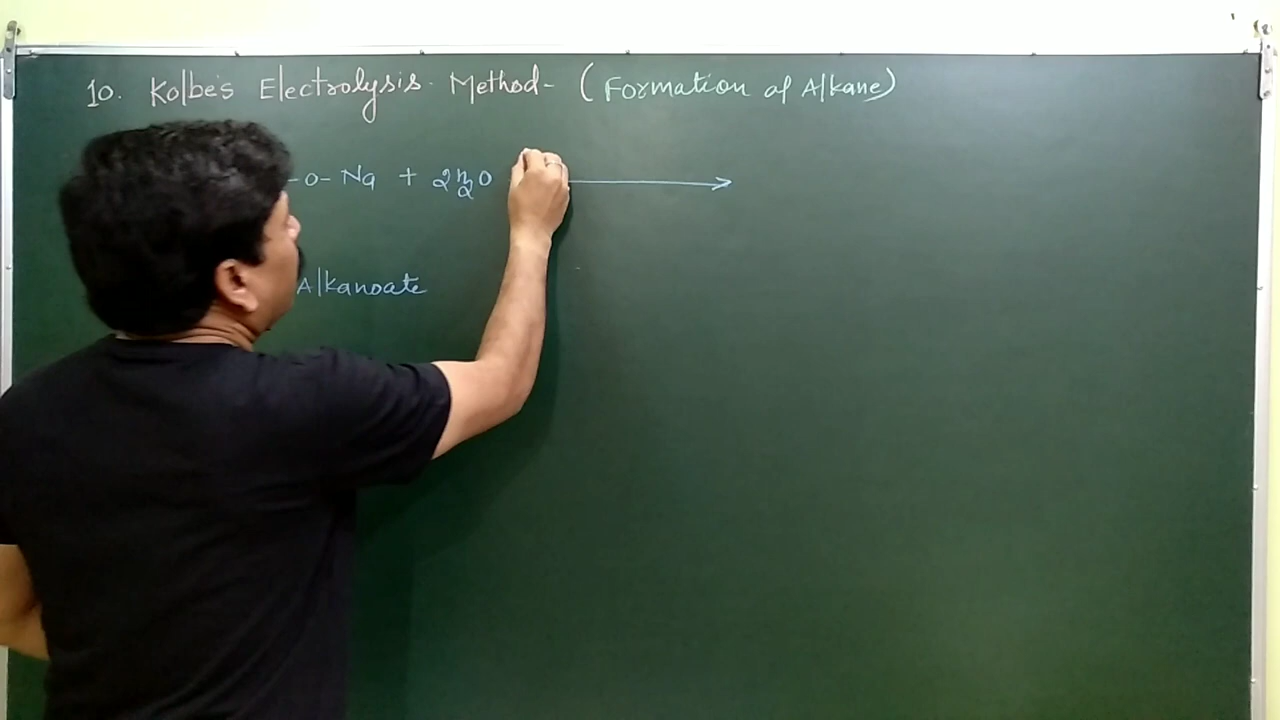 10. Kolbe's Electrolysis Method - (Formation of Alkane)
-O-Na + 2H2O →
Alkanoate